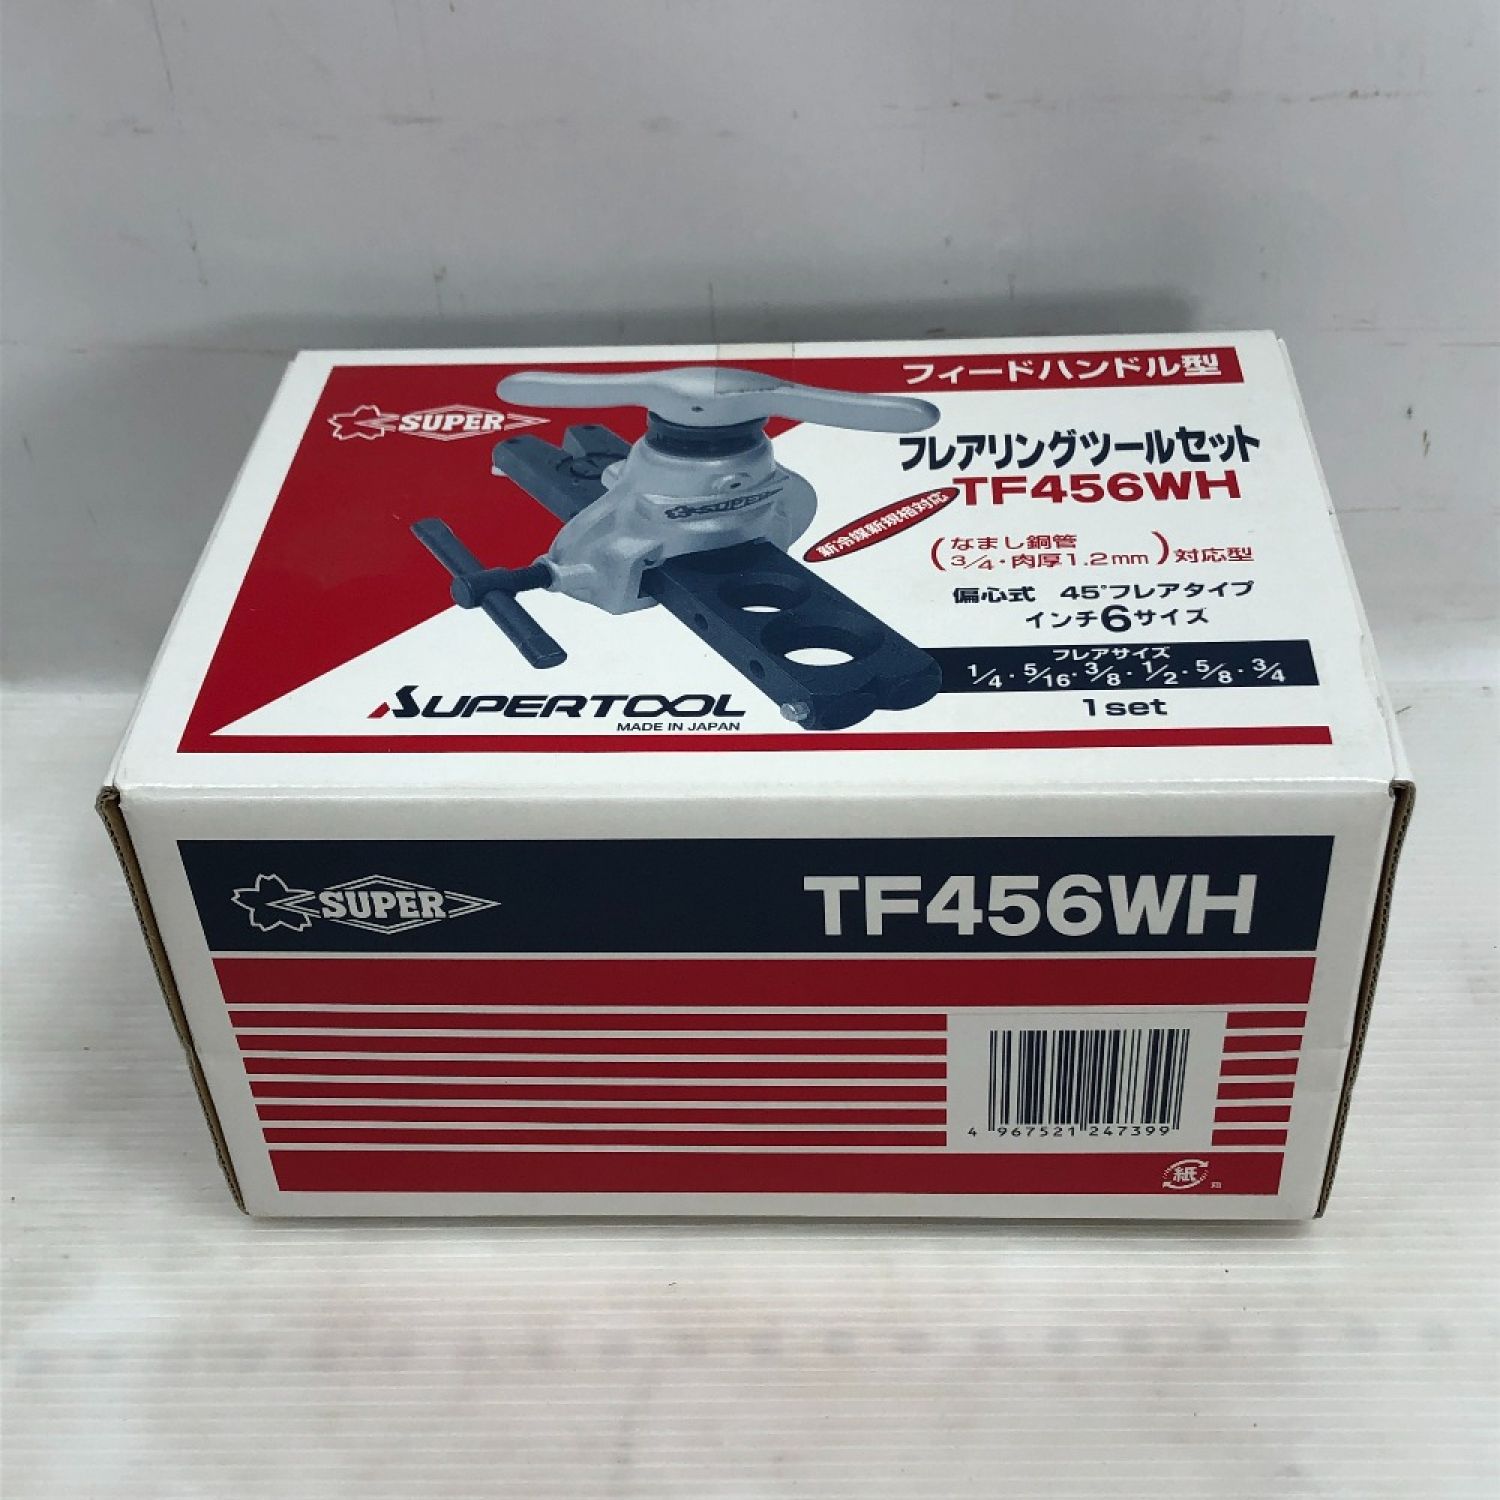 フィードハンドル型
SUPER
フレアリングツールセット
TF456WH
新冷媒新規格対応
SUPER
(なまし銅管
3/4・肉厚1.2mm)対応型
偏心式 45°フレアタイプ
インチ6サイズ
フレアサイズ
1/4・5/16・3/8・1/2・5/8・3/4
1set
SUPERTOOL
MADE IN JAPAN
SUPER
TF456WH
4 967521 247399
紙